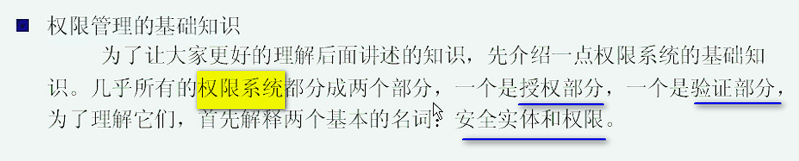 权限管理的基础知识
为了让大家更好的理解后面讲述的知识，先介绍一点权限系统的基础知
识。几乎所有的权限系统都分成两个部分，一个是授权部分，一个是验证部分，
为了理解它们，首先解释两个基本的名词：安全实体和权限。